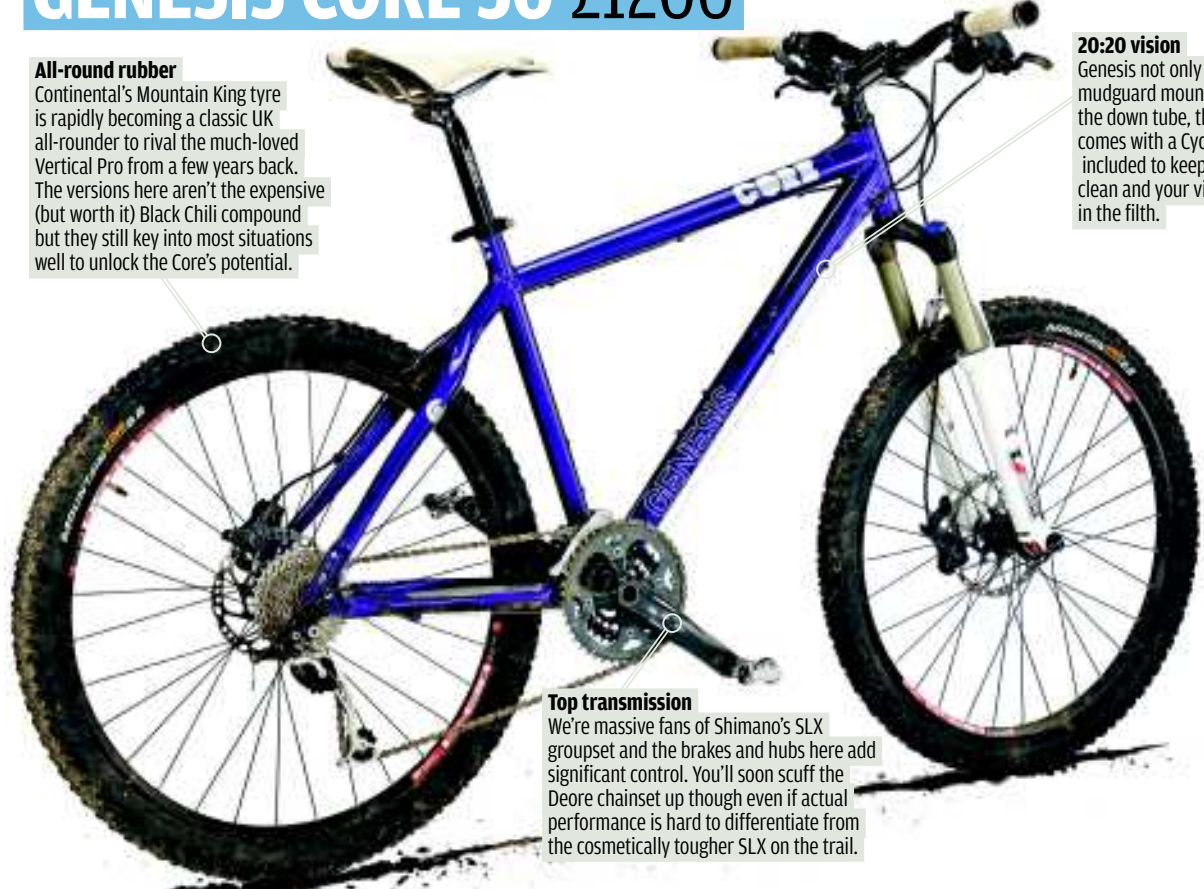 GENESIS CORE 50 £1200
All-round rubber
Continental's Mountain King tyre
is rapidly becoming a classic UK
all-rounder to rival the much-loved
Vertical Pro from a few years back.
The versions here aren't the expensive
(but worth it) Black Chili compound
but they still key into most situations
well to unlock the Core's potential.
20:20 vision
Genesis not only
mudguard moun
the down tube, th
comes with a Cyc
included to keep
clean and your vi
in the filth.
CORE
GENESIS
Top transmission
We're massive fans of Shimano's SLX
groupset and the brakes and hubs here add
significant control. You'll soon scuff the
Deore chainset up though even if actual
performance is hard to differentiate from
the cosmetically tougher SLX on the trail.